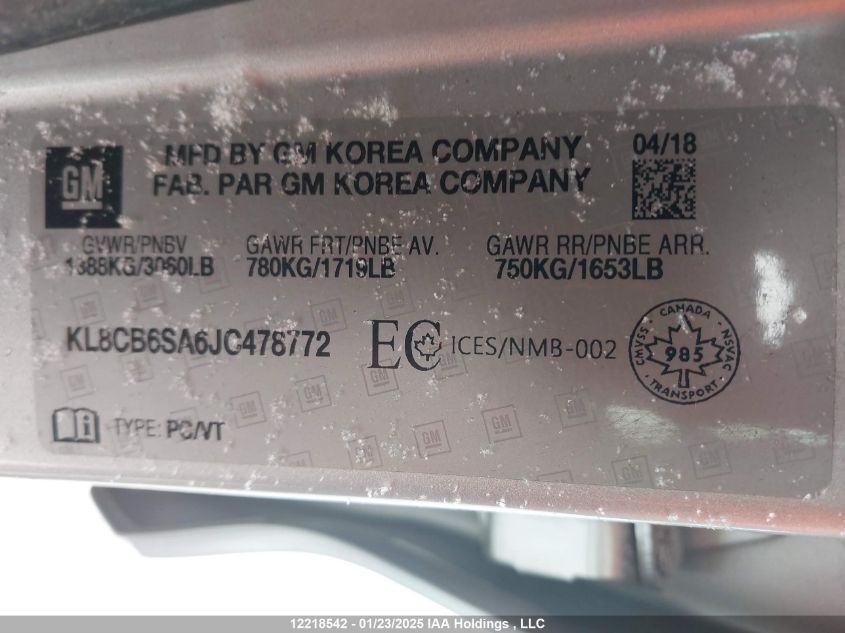 GM
MFD BY GM KOREA COMPANY
FAB. PAR GM KOREA COMPANY
04/18
GVWR/PNBV
1388KG/3060LB
GAWR FRT/PNBE AV.
780KG/1719LB
GAWR RR/PNBE ARR.
750KG/1653LB
KL8CB6SA6JC478772
EC ICES/NMB-002
CANADA
CMVSS
985
NSVAC
TRANSPORT
TYPE: PC/VT
12218542 - 01/23/2025 IAA Holdings , LLC